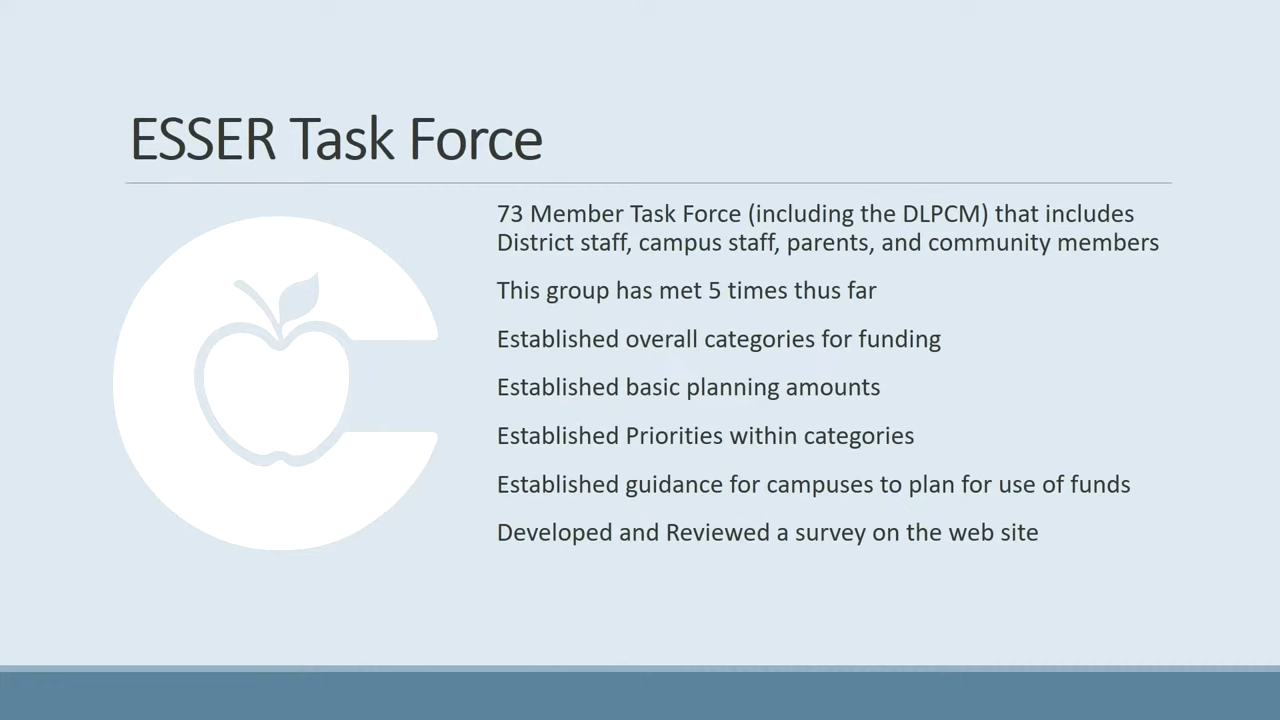 ESSER Task Force
73 Member Task Force (including the DLPCM) that includes
District staff, campus staff, parents, and community members
This group has met 5 times thus far
Established overall categories for funding
Established basic planning amounts
Established Priorities within categories
Established guidance for campuses to plan for use of funds
Developed and Reviewed a survey on the web site